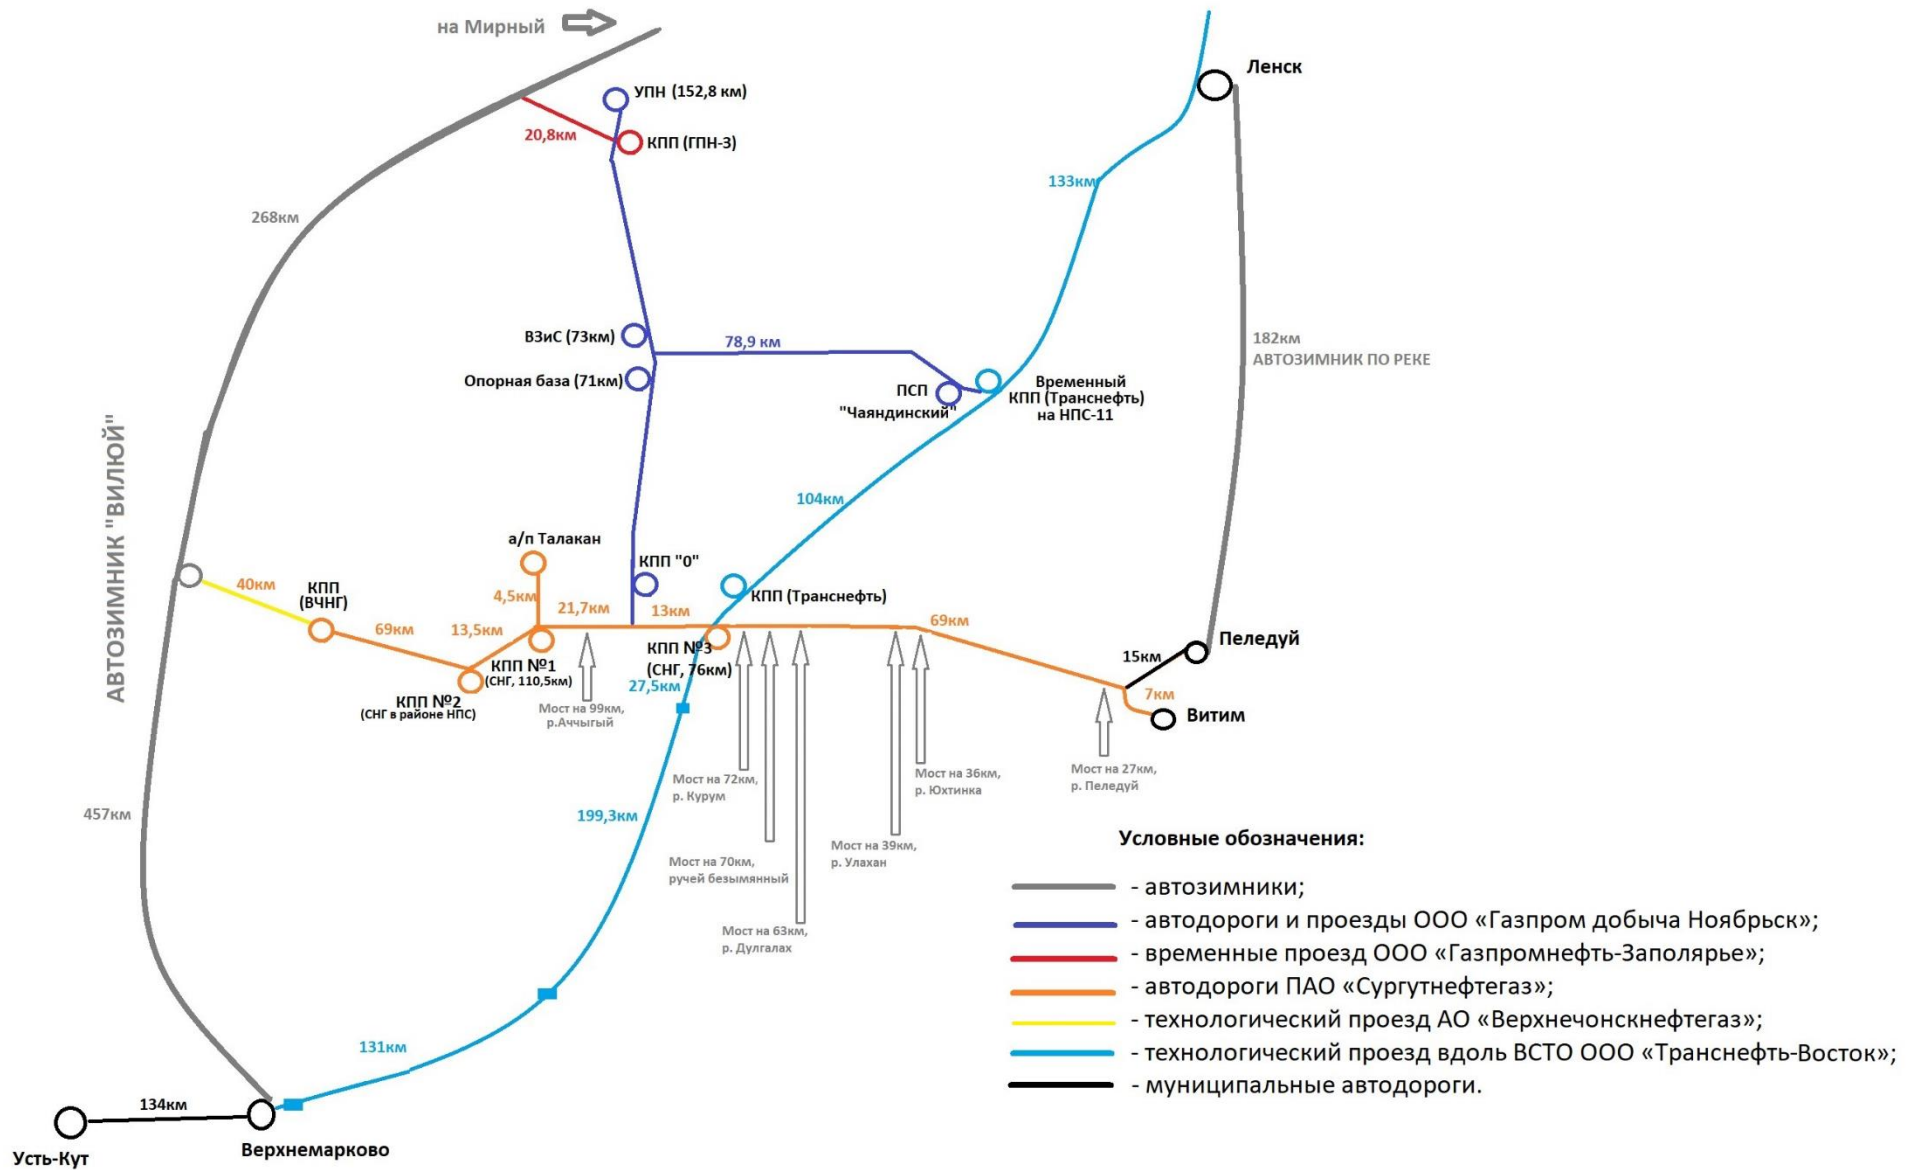 на Мирный
Ленск
УПН (152,8 км)
20,8км
КПП (ГПН-З)
133км
268км
ВЗиС (73км)
78,9 км
182км
АВТОЗИМНИК ПО РЕКЕ
Опорная база (71км)
ПСП
"Чаяндинский"
Временный
КПП (Транснефть)
на НПС-11
АВТОЗИМНИК "ВИЛЮЙ"
104км
а/п Талакан
КПП "0"
40км
КПП
(ВЧНГ)
4,5км
21,7км
13км
КПП (Транснефть)
69км
13,5км
69км
Пеледуй
КПП №1
(СНГ, 110,5км)
КПП №3
(СНГ, 76км)
15км
27,5км
КПП №2
(СНГ в районе НПС)
7км
Витим
Мост на 99км,
р.Аччыгый
Мост на 72км,
р. Курум
Мост на 36км,
р. Юхтинка
Мост на 27км,
р. Пеледуй
457км
199,3км
Мост на 39км,
р. Улахан
Мост на 70км,
ручей безымянный
Мост на 63км,
р. Дулгалах
Условные обозначения:
- автозимники;
- автодороги и проезды ООО «Газпром добыча Ноябрьск»;
- временные проезд ООО «Газпромнефть-Заполярье»;
- автодороги ПАО «Сургутнефтегаз»;
- технологический проезд АО «Верхнечонскнефтегаз»;
- технологический проезд вдоль ВСТО ООО «Транснефть-Восток»;
- муниципальные автодороги.
131км
134км
Верхнемарково
Усть-Кут